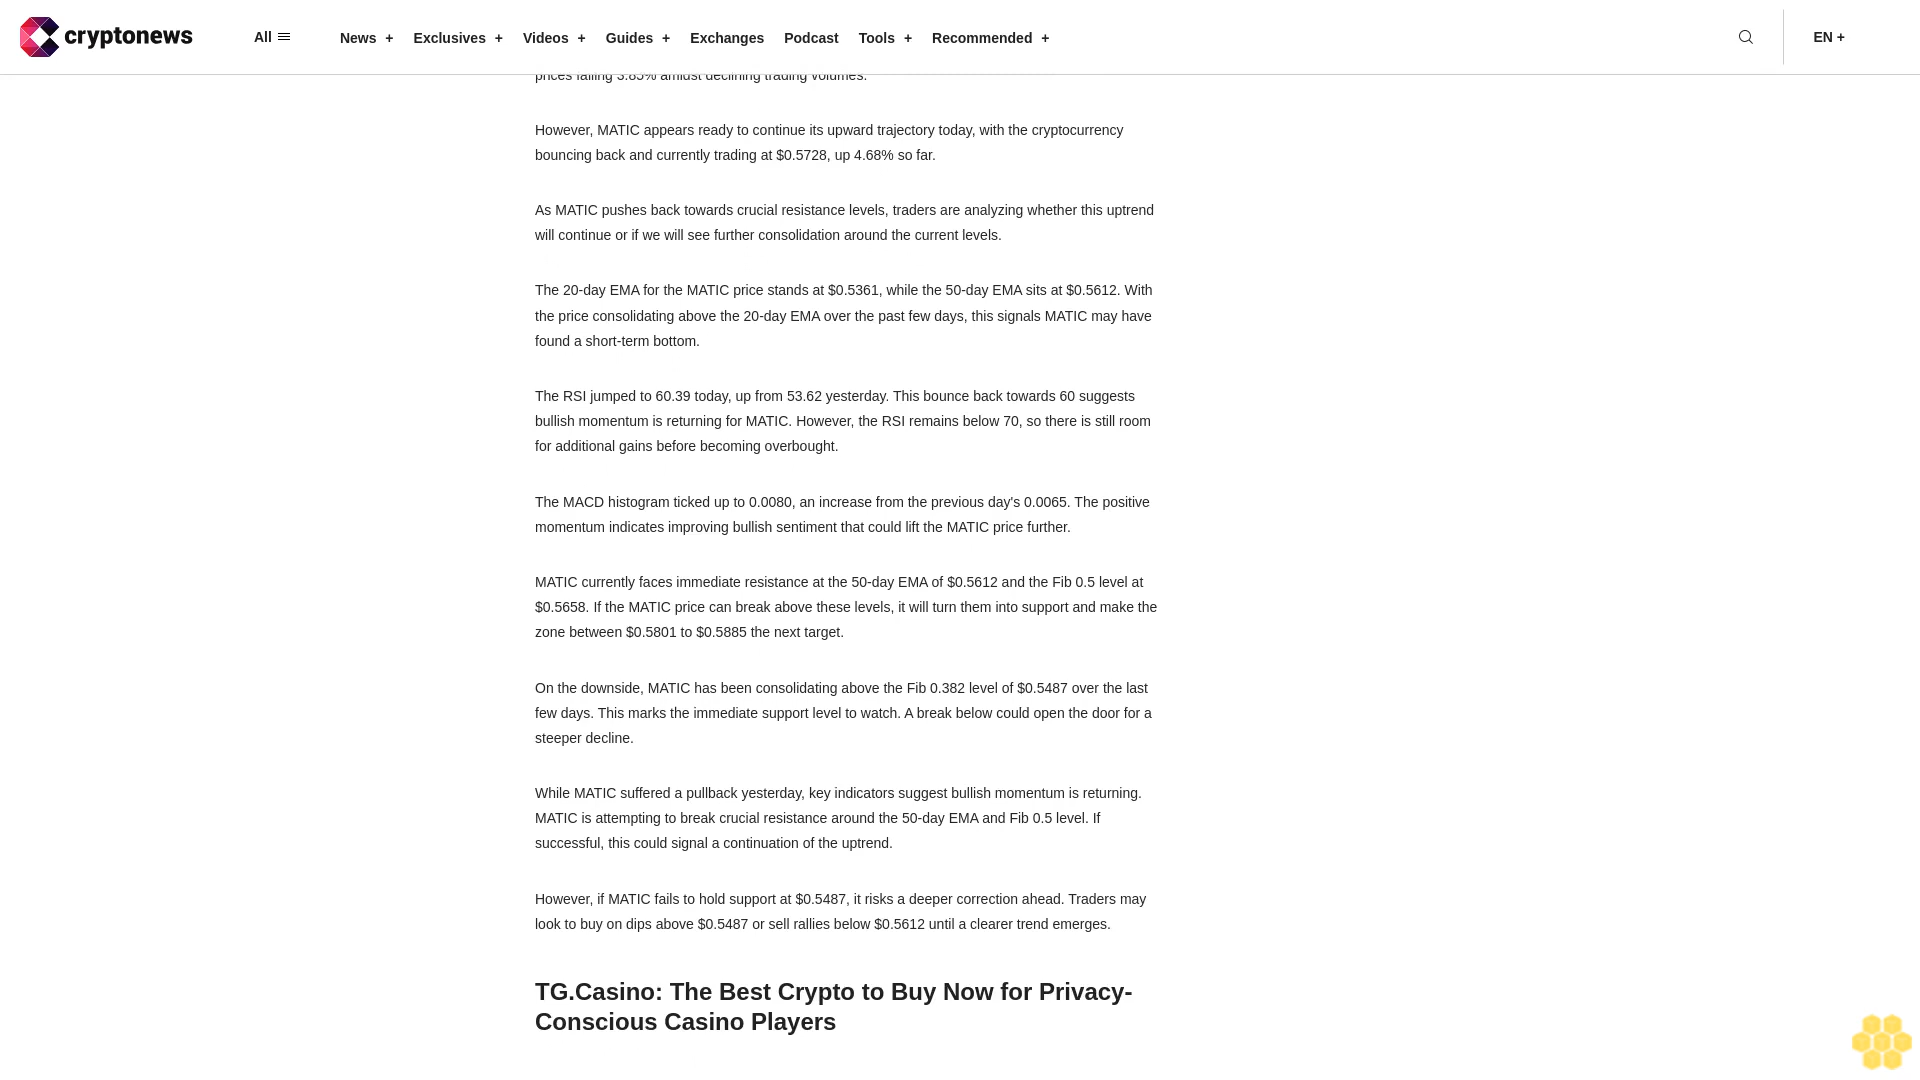 cryptonews
All
News +
Exclusives +
Videos +
Guides +
Exchanges
Podcast
Tools +
Recommended +
EN +
prices falling 3.85% amidst declining trading volumes.
However, MATIC appears ready to continue its upward trajectory today, with the cryptocurrency
bouncing back and currently trading at $0.5728, up 4.68% so far.
As MATIC pushes back towards crucial resistance levels, traders are analyzing whether this uptrend
will continue or if we will see further consolidation around the current levels.
The 20-day EMA for the MATIC price stands at $0.5361, while the 50-day EMA sits at $0.5612. With
the price consolidating above the 20-day EMA over the past few days, this signals MATIC may have
found a short-term bottom.
The RSI jumped to 60.39 today, up from 53.62 yesterday. This bounce back towards 60 suggests
bullish momentum is returning for MATIC. However, the RSI remains below 70, so there is still room
for additional gains before becoming overbought.
The MACD histogram ticked up to 0.0080, an increase from the previous day's 0.0065. The positive
momentum indicates improving bullish sentiment that could lift the MATIC price further.
MATIC currently faces immediate resistance at the 50-day EMA of $0.5612 and the Fib 0.5 level at
$0.5658. If the MATIC price can break above these levels, it will turn them into support and make the
zone between $0.5801 to $0.5885 the next target.
On the downside, MATIC has been consolidating above the Fib 0.382 level of $0.5487 over the last
few days. This marks the immediate support level to watch. A break below could open the door for a
steeper decline.
While MATIC suffered a pullback yesterday, key indicators suggest bullish momentum is returning.
MATIC is attempting to break crucial resistance around the 50-day EMA and Fib 0.5 level. If
successful, this could signal a continuation of the uptrend.
However, if MATIC fails to hold support at $0.5487, it risks a deeper correction ahead. Traders may
look to buy on dips above $0.5487 or sell rallies below $0.5612 until a clearer trend emerges.
TG.Casino: The Best Crypto to Buy Now for Privacy-
Conscious Casino Players